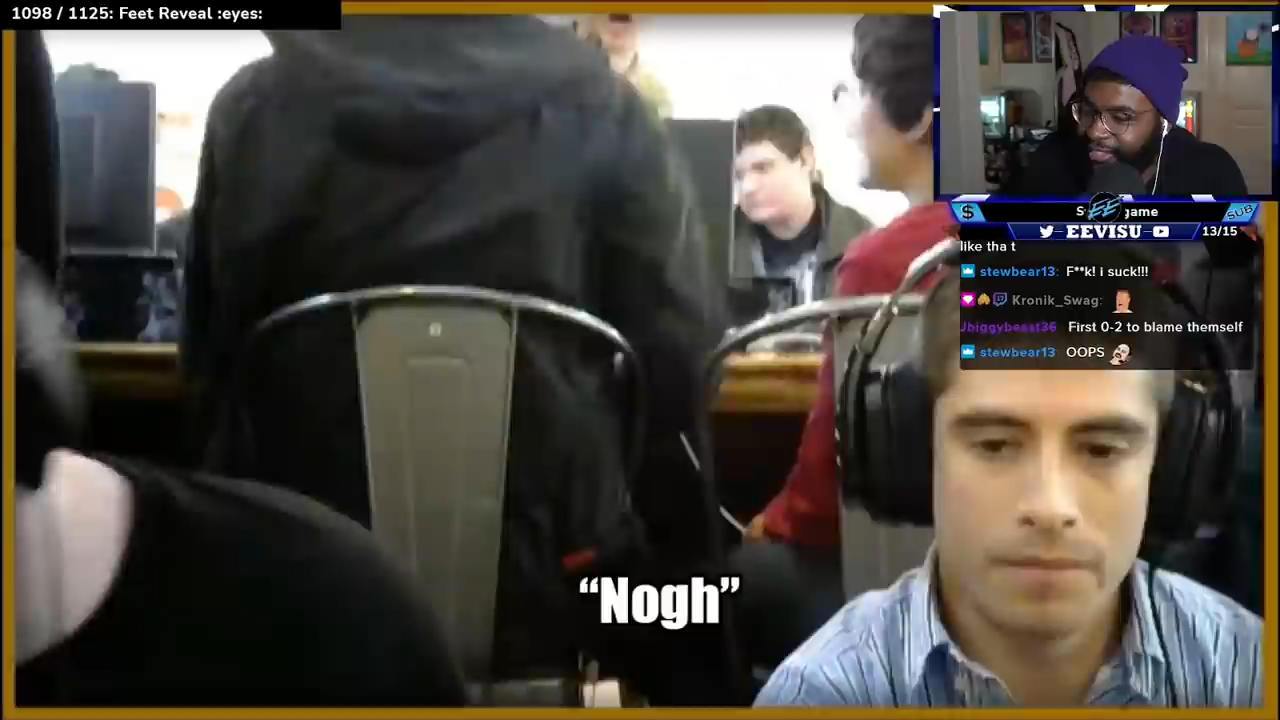 1098 / 1125: Feet Reveal :eyes:
$
game
SUB
EEVISU
13/15
like tha t
stewbear13: F**k! i suck!!!
Kronik_Swag:
Jbiggybeast36 First 0-2 to blame themself
stewbear13 OOPS
“Nogh”